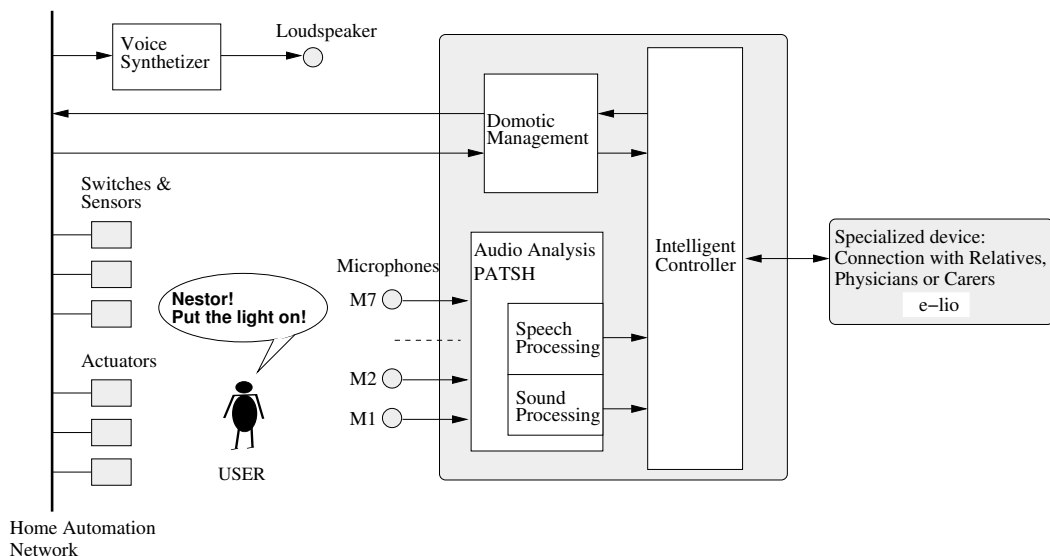 Loudspeaker
Voice
Synthetizer
Domotic
Management
Switches &
Sensors
Audio Analysis
PATSH
Intelligent
Controller
Specialized device:
Connection with Relatives,
Physicians or Carers
e−lio
Microphones
M7
Nestor!
Put the light on!
Speech
Processing
Actuators
M2
Sound
Processing
M1
USER
Home Automation
Network